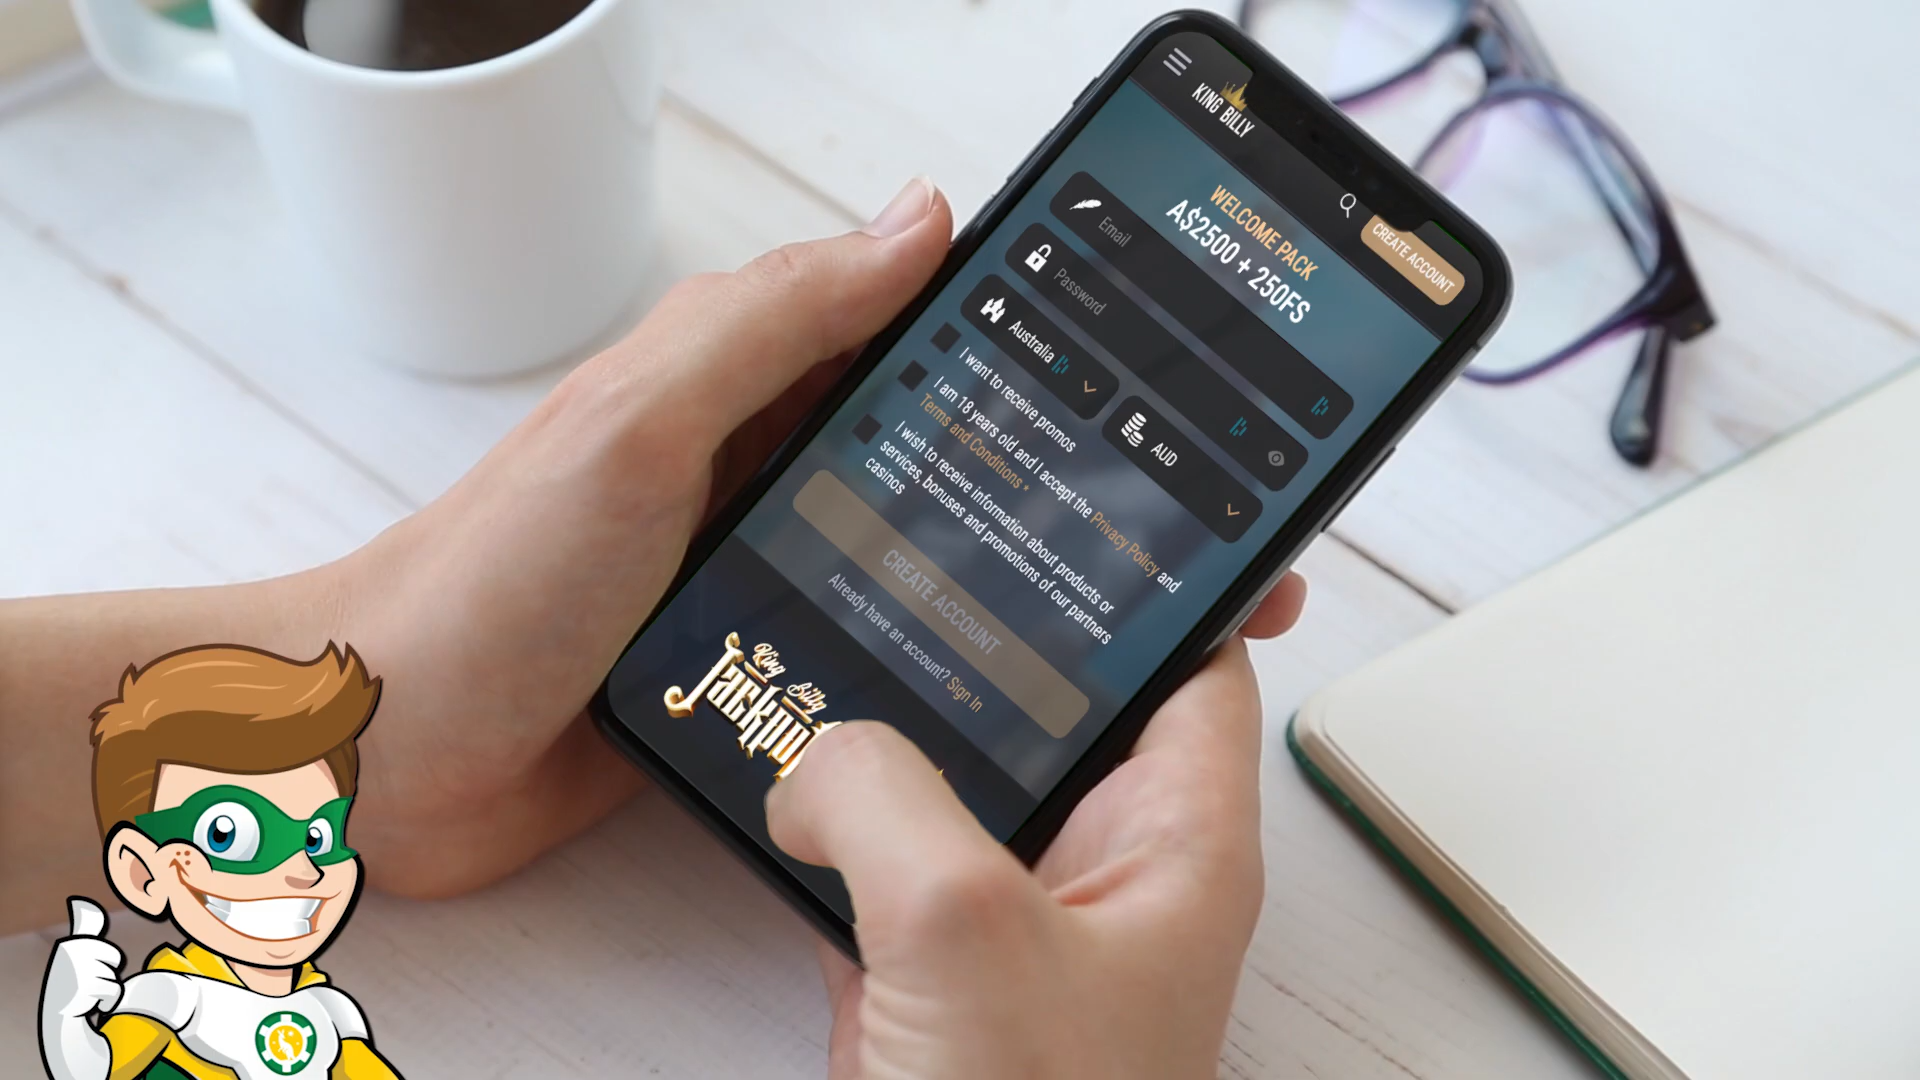 KING BILLY
CREATE ACCOUNT
WELCOME PACK
A$2500 + 250FS
Email
Password
Australia
AUD
I want to receive promos
I am 18 years old and I accept the Privacy Policy and
Terms and Conditions *
I wish to receive information about products or
services, bonuses and promotions of our partners
casinos
CREATE ACCOUNT
Already have an account? Sign In
King Billy